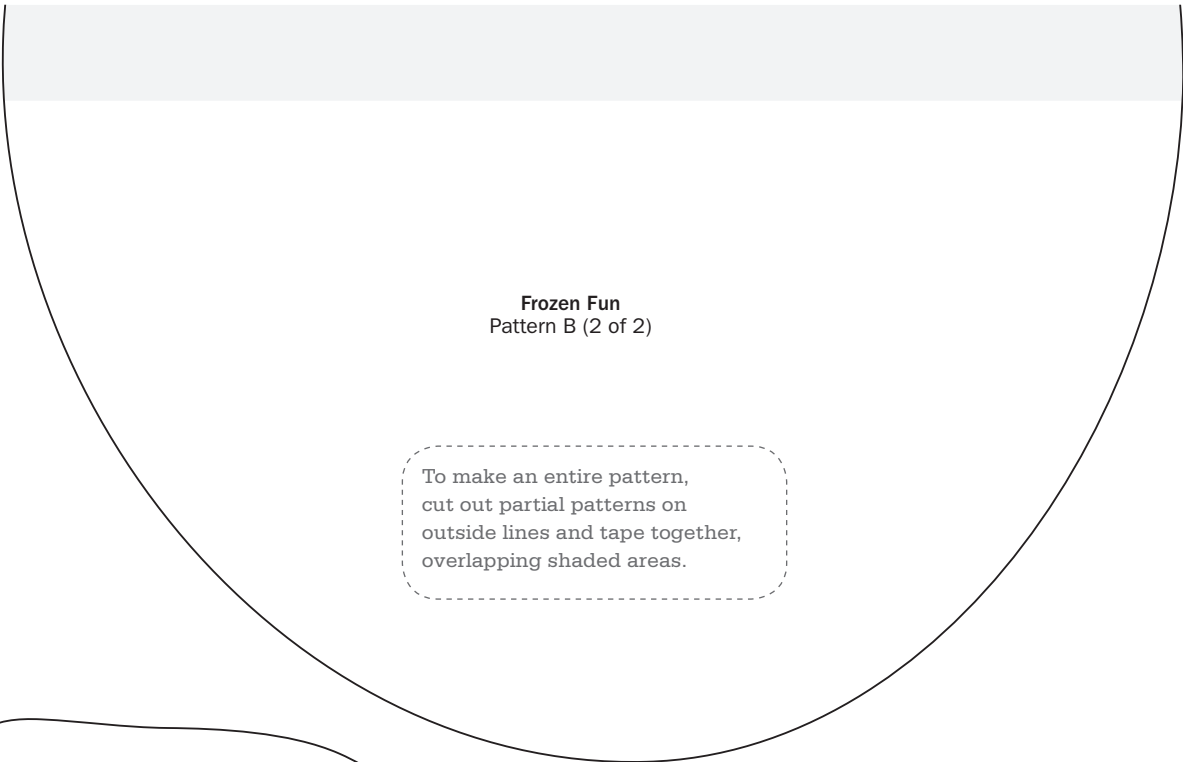 Frozen Fun
Pattern B (2 of 2)
To make an entire pattern,
cut out partial patterns on
outside lines and tape together,
overlapping shaded areas.